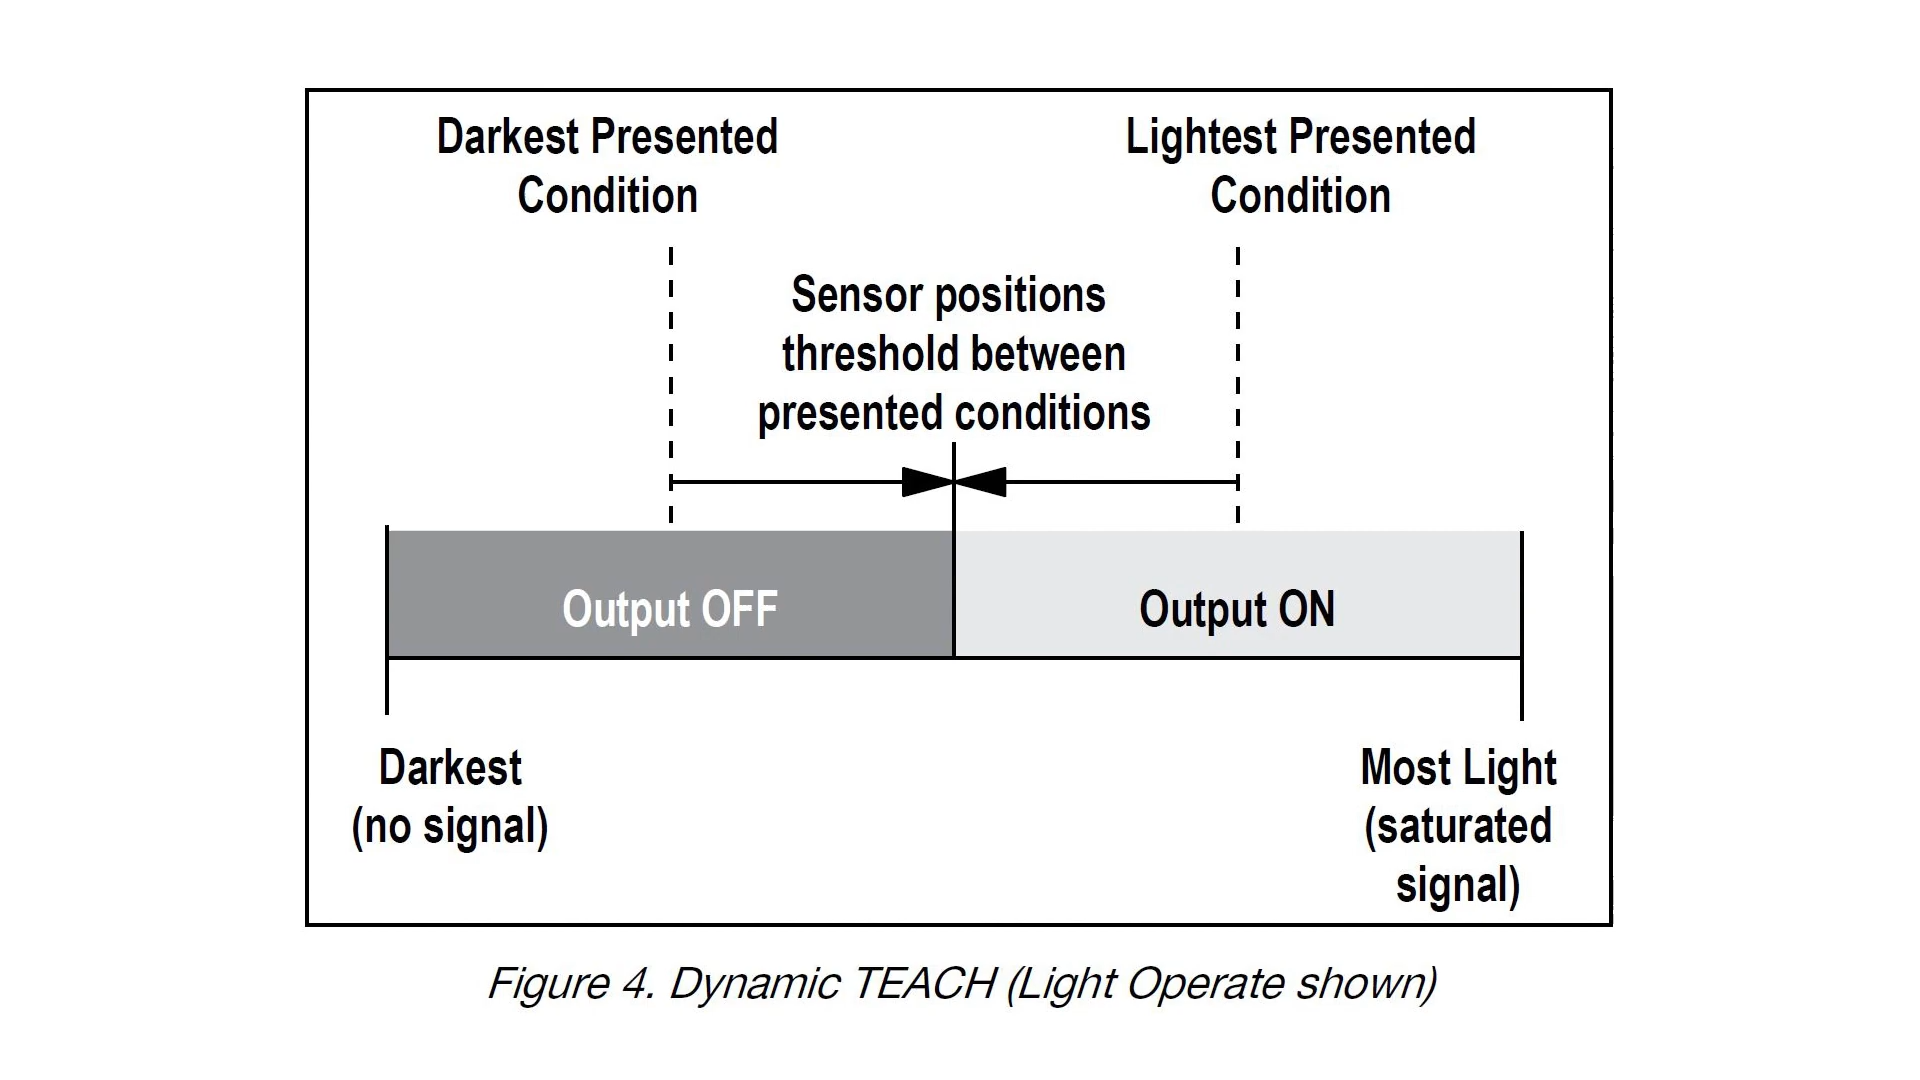 Darkest Presented
Condition
Lightest Presented
Condition
Sensor positions
threshold between
presented conditions
Output OFF
Output ON
Darkest
(no signal)
Most Light
(saturated
signal)
Figure 4. Dynamic TEACH (Light Operate shown)